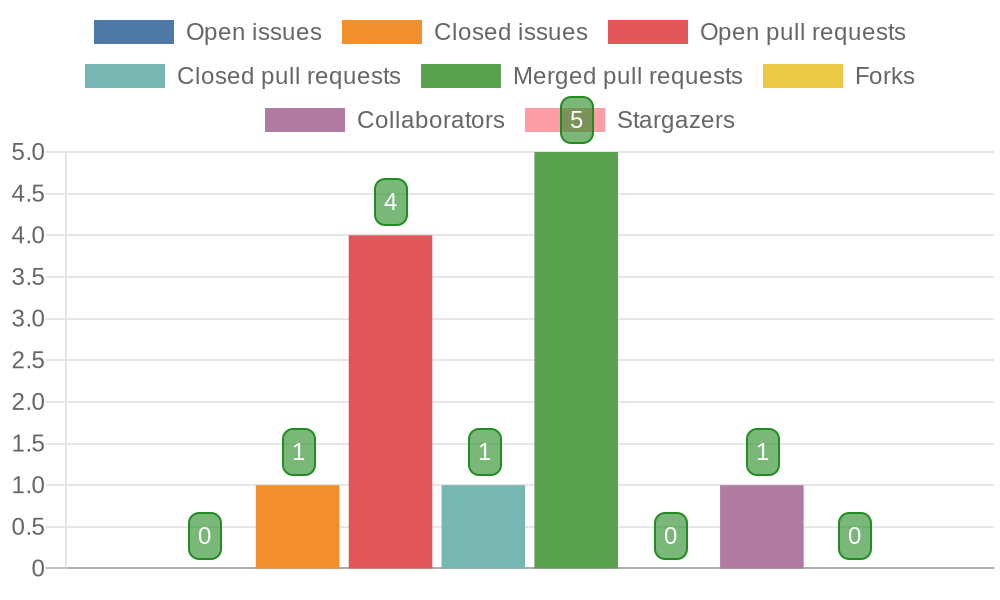 Open issues Closed issues Open pull requests
Closed pull requests Merged pull requests Forks
Collaborators Stargazers
5
5.0
4.5
4
4.0
3.5
3.0
2.5
2.0
1.5
1 1 1
1.0
0.5
0 0 0
0